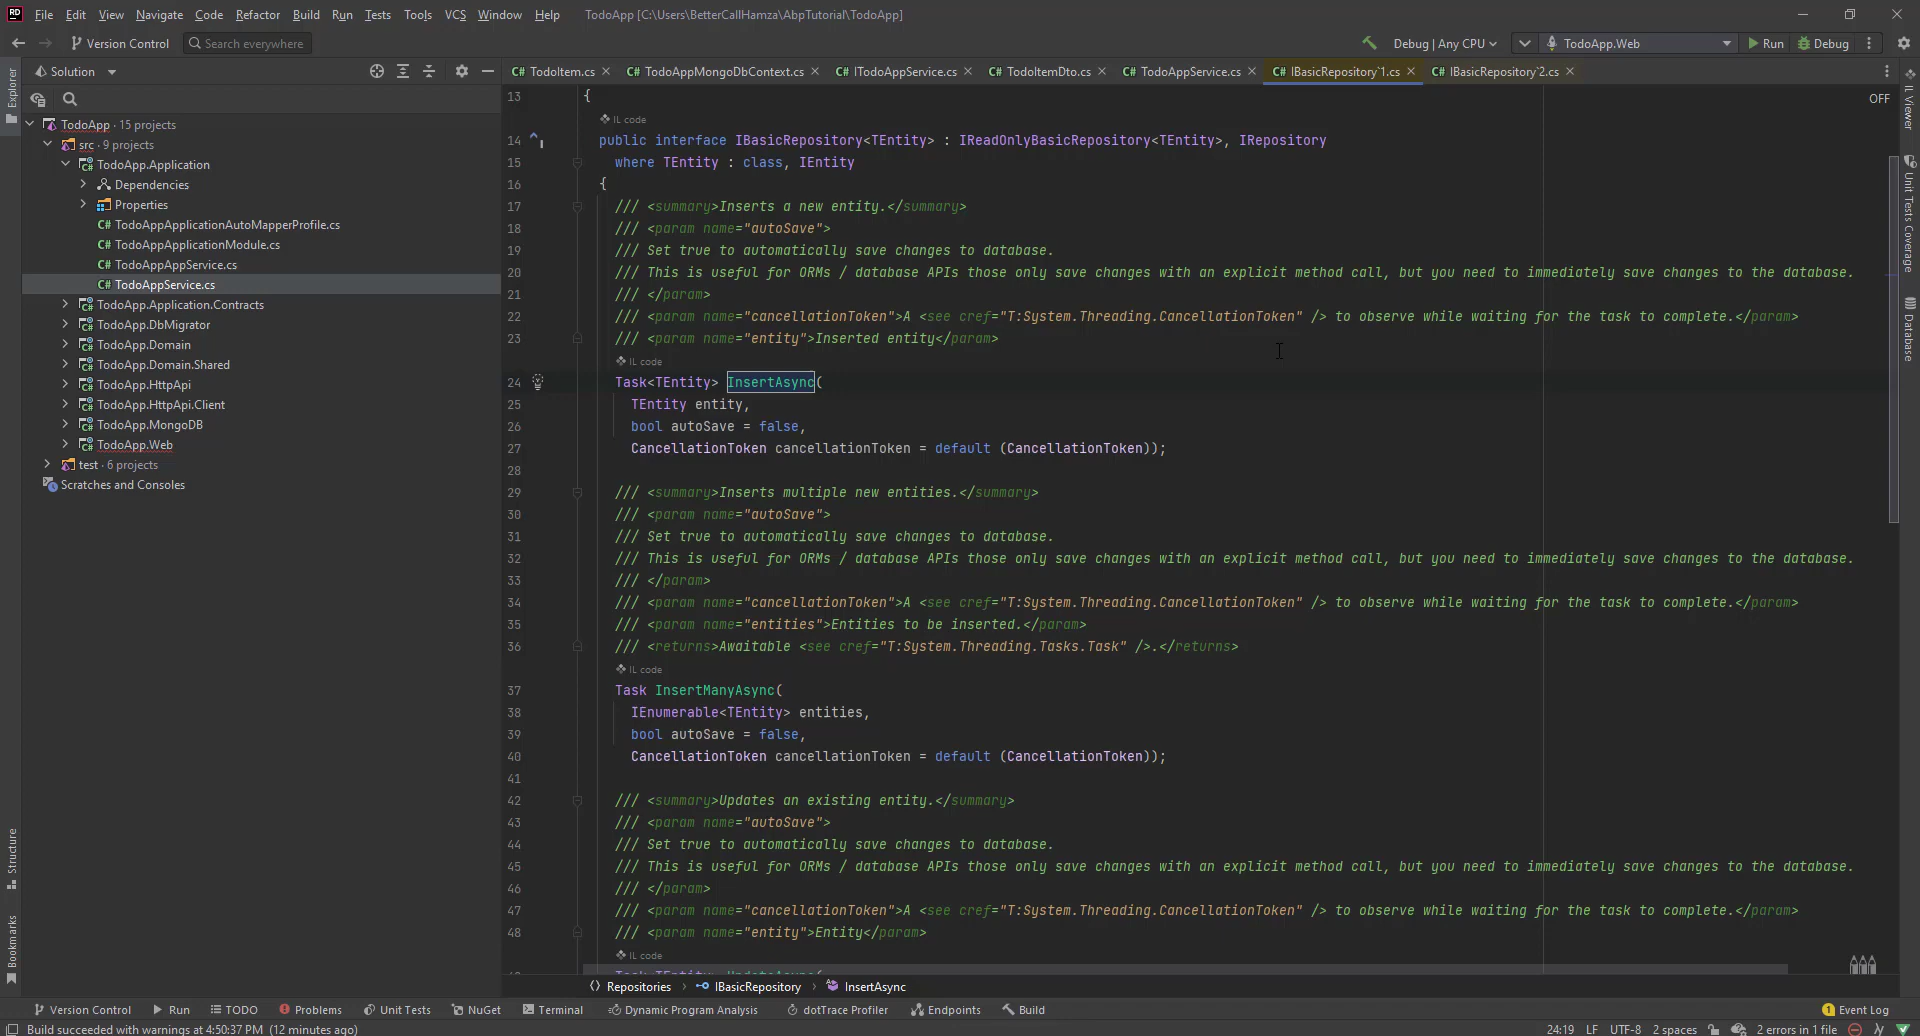 RD File Edit View Navigate Code Refactor Build Run Tests Tools VCS Window Help TodoApp [C:\Users\BetterCallHamza\AbpTutorial\TodoApp]
Version Control Search everywhere Debug | Any CPU TodoApp.Web Run Debug
Explorer
Solution
C# TodoItem.cs C# TodoAppMongoDbContext.cs C# ITodoAppService.cs C# TodoItemDto.cs C# TodoAppService.cs C# IBasicRepository`1.cs C# IBasicRepository`2.cs
TodoApp · 15 projects
src · 9 projects
TodoApp.Application
Dependencies
Properties
C# TodoAppApplicationAutoMapperProfile.cs
C# TodoAppApplicationModule.cs
C# TodoAppAppService.cs
C# TodoAppService.cs
TodoApp.Application.Contracts
TodoApp.DbMigrator
TodoApp.Domain
TodoApp.Domain.Shared
TodoApp.HttpApi
TodoApp.HttpApi.Client
TodoApp.MongoDB
TodoApp.Web
test · 6 projects
Scratches and Consoles
OFF
13 {
IL code
14 public interface IBasicRepository<TEntity> : IReadOnlyBasicRepository<TEntity>, IRepository
15 where TEntity : class, IEntity
16 {
17 /// <summary>Inserts a new entity.</summary>
18 /// <param name="autoSave">
19 /// Set true to automatically save changes to database.
20 /// This is useful for ORMs / database APIs those only save changes with an explicit method call, but you need to immediately save changes to the database.
21 /// </param>
22 /// <param name="cancellationToken">A <see cref="T:System.Threading.CancellationToken" /> to observe while waiting for the task to complete.</param>
23 /// <param name="entity">Inserted entity</param>
IL code
24 Task<TEntity> InsertAsync(
25 TEntity entity,
26 bool autoSave = false,
27 CancellationToken cancellationToken = default (CancellationToken));
28
29 /// <summary>Inserts multiple new entities.</summary>
30 /// <param name="autoSave">
31 /// Set true to automatically save changes to database.
32 /// This is useful for ORMs / database APIs those only save changes with an explicit method call, but you need to immediately save changes to the database.
33 /// </param>
34 /// <param name="cancellationToken">A <see cref="T:System.Threading.CancellationToken" /> to observe while waiting for the task to complete.</param>
35 /// <param name="entities">Entities to be inserted.</param>
36 /// <returns>Awaitable <see cref="T:System.Threading.Tasks.Task" />.</returns>
IL code
37 Task InsertManyAsync(
38 IEnumerable<TEntity> entities,
39 bool autoSave = false,
40 CancellationToken cancellationToken = default (CancellationToken));
41
42 /// <summary>Updates an existing entity.</summary>
43 /// <param name="autoSave">
44 /// Set true to automatically save changes to database.
45 /// This is useful for ORMs / database APIs those only save changes with an explicit method call, but you need to immediately save changes to the database.
46 /// </param>
47 /// <param name="cancellationToken">A <see cref="T:System.Threading.CancellationToken" /> to observe while waiting for the task to complete.</param>
48 /// <param name="entity">Entity</param>
IL code
IL Viewer
Unit Tests Coverage
Database
Structure
Bookmarks
Repositories IBasicRepository InsertAsync
Version Control Run TODO Problems Unit Tests NuGet Terminal Dynamic Program Analysis dotTrace Profiler Endpoints Build 1 Event Log
Build succeeded with warnings at 4:50:37 PM (12 minutes ago) 24:19 LF UTF-8 2 spaces 2 errors in 1 file